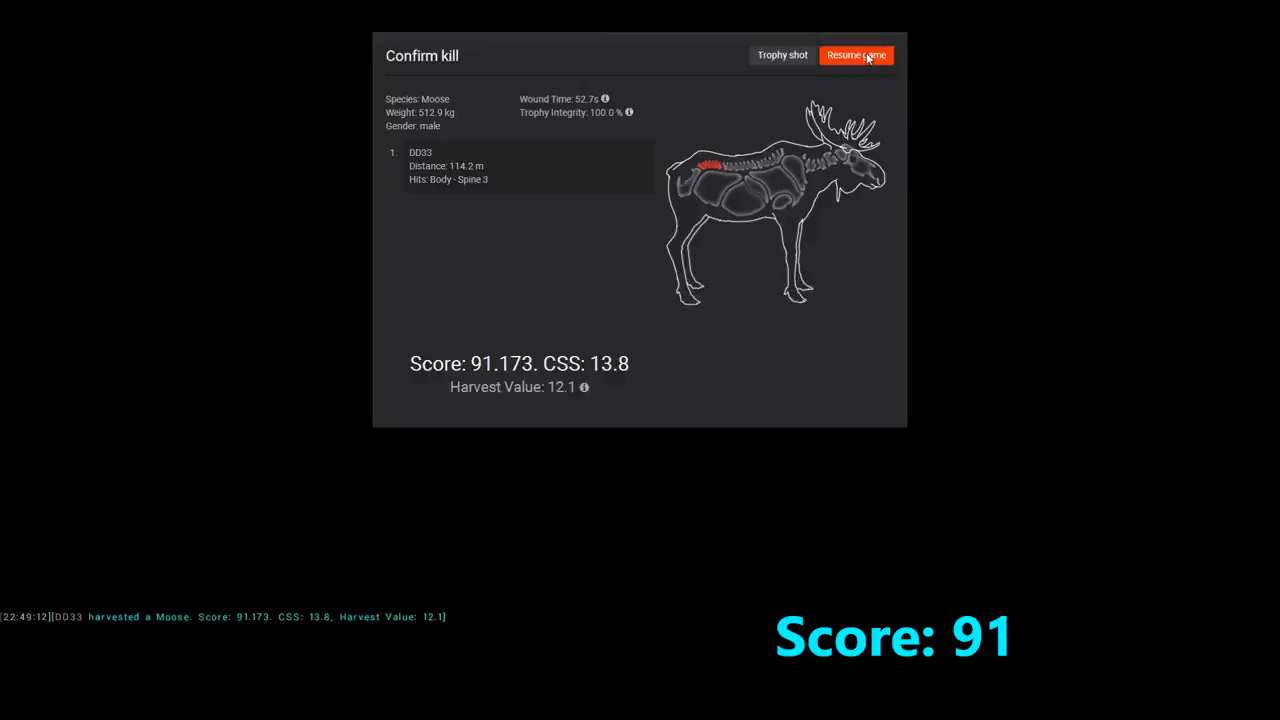 Confirm kill
Trophy shot
Resume game
Species: Moose
Weight: 512.9 kg
Gender: male
Wound Time: 52.7s
Trophy Integrity: 100.0 %
1. DD33
Distance: 114.2 m
Hits: Body - Spine 3
Score: 91.173. CSS: 13.8
Harvest Value: 12.1
[22:49:12][DD33 harvested a Moose. Score: 91.173. CSS: 13.8, Harvest Value: 12.1]
Score: 91